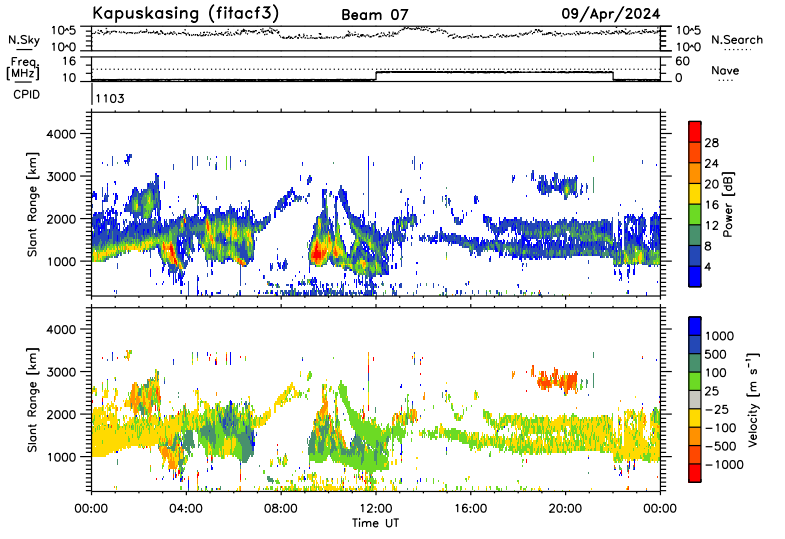 Kapuskasing (fitacf3) Beam 07 09/Apr/2024
N.Sky 10^5 10^0 10^5 10^0 N.Search
Freq. [MHz] 16 10 60 0 Nave
CPID 1103
Slant Range [km] 4000 3000 2000 1000
Power [dB] 28 24 20 16 12 8 4
Slant Range [km] 4000 3000 2000 1000
Velocity [m s^-1] 1000 500 100 25 -25 -100 -500 -1000
00:00 04:00 08:00 12:00 16:00 20:00 00:00
Time UT